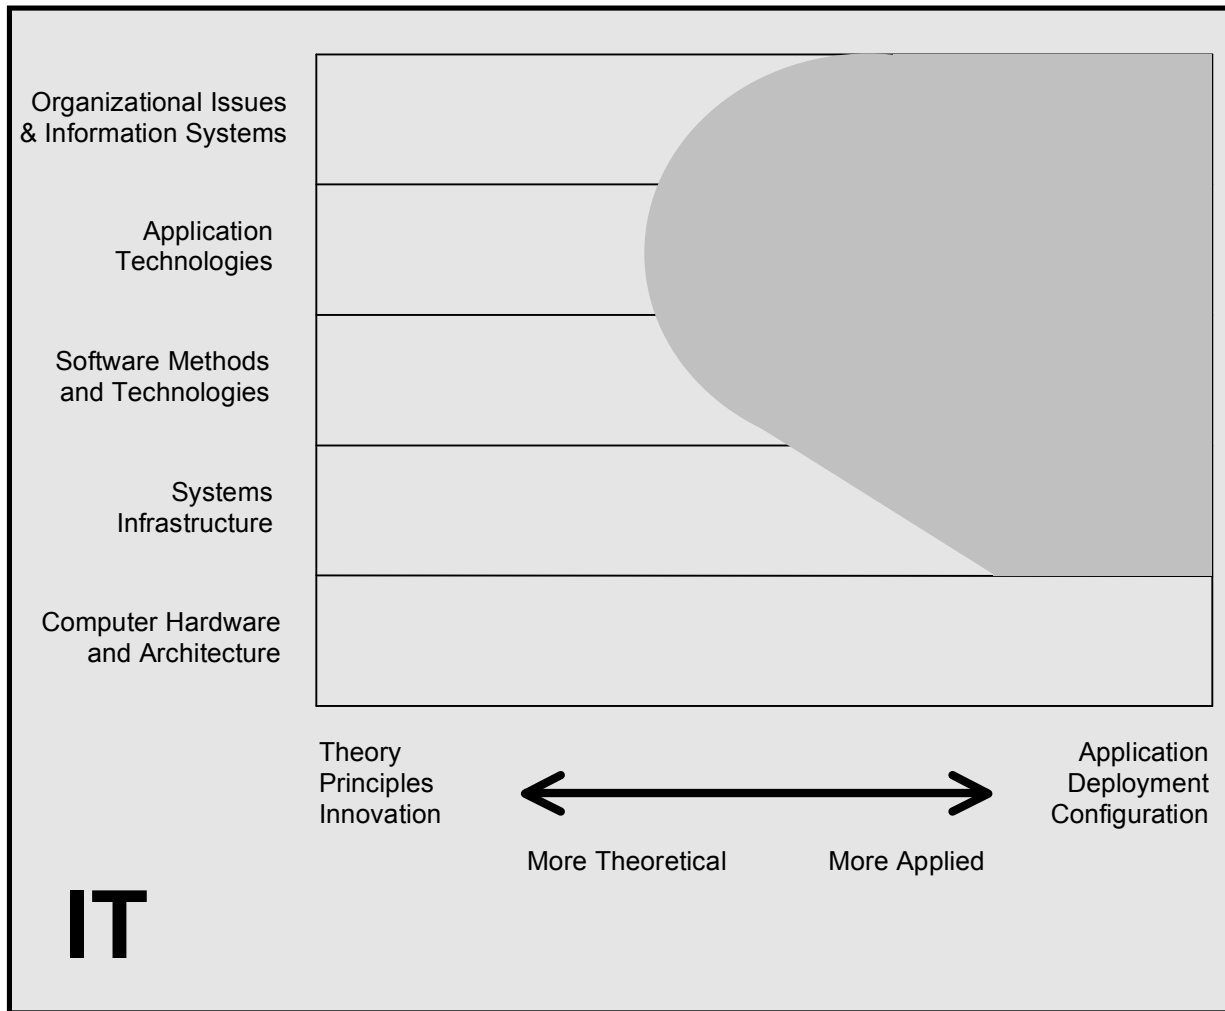 Organizational Issues
& Information Systems
Application
Technologies
Software Methods
and Technologies
Systems
Infrastructure
Computer Hardware
and Architecture
Theory
Principles
Innovation
Application
Deployment
Configuration
More Theoretical
More Applied
IT